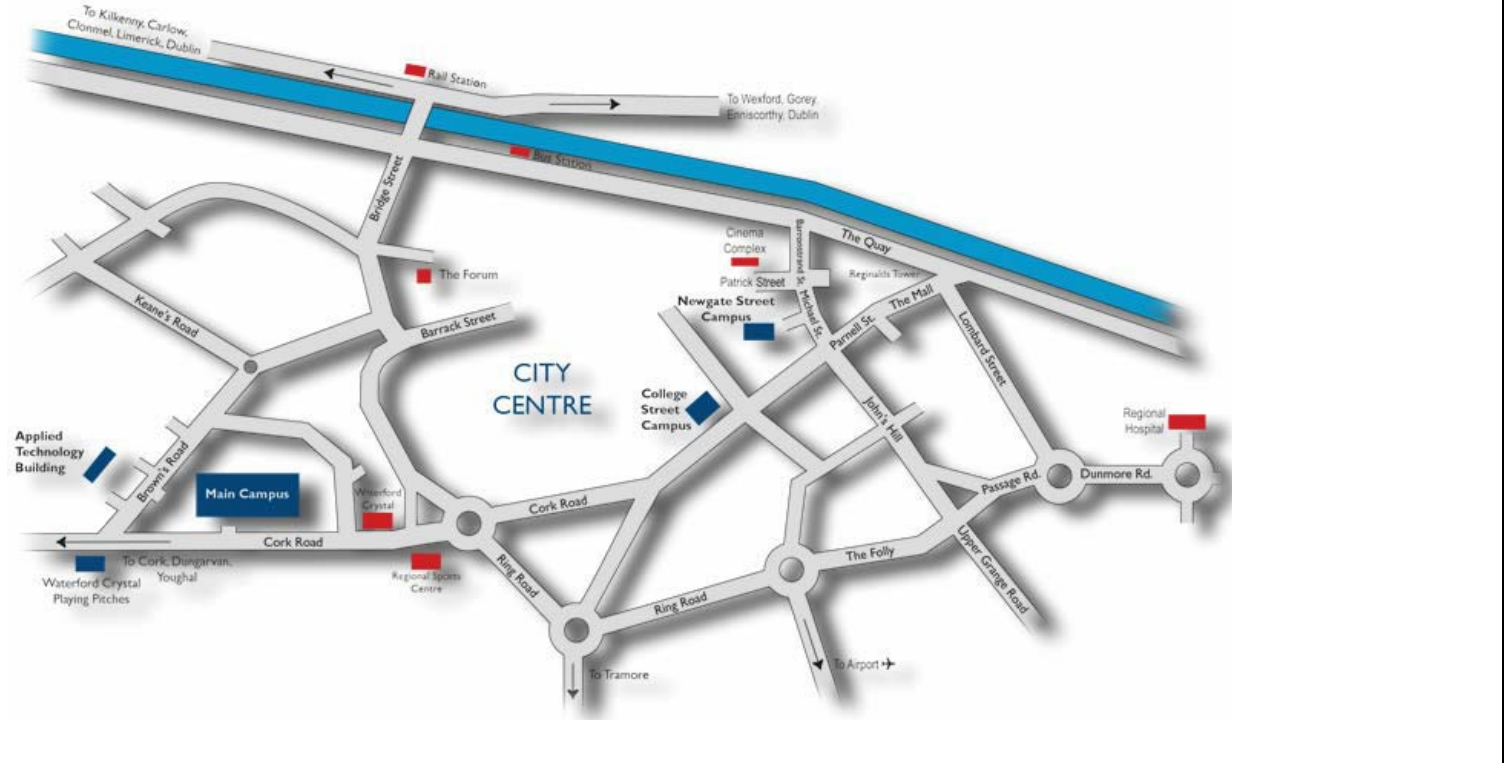 To Kilkenny, Carlow,
Clonmel, Limerick, Dublin
Rail Station
To Wexford, Gorey,
Enniscorthy, Dublin
Bus Station
Bridge Street
Cinema
Complex
Barronstrand St.
The Quay
Patrick Street
Reginalds Tower
The Forum
Keane's Road
Barrack Street
Newgate Street
Campus
Michael St.
Parnell St.
The Mall
Lombard Street
CITY
CENTRE
College
Street
Campus
John's Hill
Regional
Hospital
Applied
Technology
Building
Brown's Road
Main Campus
Waterford
Crystal
Cork Road
Passage Rd.
Dunmore Rd.
Cork Road
To Cork, Dungarvan,
Youghal
Waterford Crystal
Playing Pitches
Regional Sports
Centre
Ring Road
Ring Road
The Folly
Upper Grange Road
To Tramore
To Airport